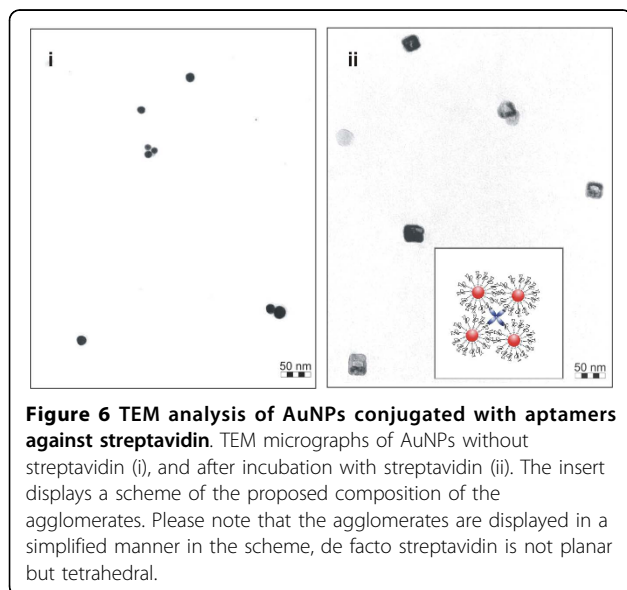 i
ii
50 nm
50 nm
Figure 6 TEM analysis of AuNPs conjugated with aptamers
against streptavidin. TEM micrographs of AuNPs without
streptavidin (i), and after incubation with streptavidin (ii). The insert
displays a scheme of the proposed composition of the
agglomerates. Please note that the agglomerates are displayed in a
simplified manner in the scheme, de facto streptavidin is not planar
but tetrahedral.